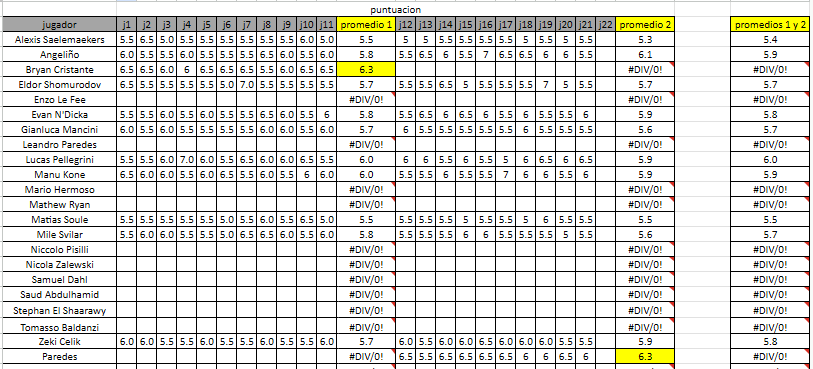 puntuacion
jugador j1 j2 j3 j4 j5 j6 j7 j8 j9 j10 j11 promedio 1 j12 j13 j14 j15 j16 j17 j18 j19 j20 j21 j22 promedio 2 promedios 1 y 2
Alexis Saelemaekers 5.5 6.5 5.0 5.5 5.5 5.5 5.5 5.5 5.5 6.0 5.0 5.5 5 5 5.5 5.5 5.5 5.5 5 5.5 5 5.5 5.3 5.4
Angeliño 6.0 5.5 5.5 6.0 5.5 5.5 5.5 6.5 5.5 6.0 6.5 5.8 5.5 6.5 6 5.5 7 6.5 6.5 6 6 5.5 6.1 5.9
Bryan Cristante 6.5 6.5 6.0 6 6.5 6.5 6.5 5.5 6.0 6.5 6.5 6.3 #DIV/0! #DIV/0!
Eldor Shomurodov 6.5 5.5 5.5 5.5 5.5 5.0 7.0 5.5 5.5 5.5 5.5 5.7 5.5 5.5 6.5 5 5.5 5.5 5.5 7 5 5.5 5.7 5.7
Enzo Le Fee #DIV/0! #DIV/0! #DIV/0!
Evan N'Dicka 5.5 5.5 6.0 5.5 6.0 5.5 5.5 6.5 6.0 5.5 6 5.8 5.5 6.5 6 6.5 6 5.5 6 5.5 5.5 6 5.9 5.8
Gianluca Mancini 6.0 5.5 6.0 5.5 5.5 5.5 5.5 6.0 6.0 5.5 6.0 5.7 6 5.5 5.5 5.5 5.5 5.5 6 5.5 5.5 5.5 5.6 5.7
Leandro Paredes #DIV/0! #DIV/0! #DIV/0!
Lucas Pellegrini 5.5 5.5 6.0 7.0 6.0 5.5 6.5 6.0 6.0 6.5 5.5 6.0 6 6 5.5 6 5.5 5 6 6.5 6 6.5 5.9 6.0
Manu Kone 6.5 6.0 6.0 5.5 6.0 6.5 5.5 6.0 5.5 6 6.0 6.0 5.5 5.5 6 5.5 5.5 7 6 6 5.5 6 5.9 5.9
Mario Hermoso #DIV/0! #DIV/0! #DIV/0!
Mathew Ryan #DIV/0! #DIV/0! #DIV/0!
Matias Soule 5.5 5.5 5.5 5.5 5.5 5.0 5.5 6.0 5.5 6.5 5.0 5.5 5.5 5.5 5.5 5 5.5 5.5 5 6 5.5 5.5 5.5 5.5
Mile Svilar 5.5 6.0 6.0 5.5 5.5 5.0 6.5 6.5 6.0 5.5 6.0 5.8 5.5 5.5 5.5 6 6 5.5 5.5 5.5 5 5.5 5.6 5.7
Niccolo Pisilli #DIV/0! #DIV/0! #DIV/0!
Nicola Zalewski #DIV/0! #DIV/0! #DIV/0!
Samuel Dahl #DIV/0! #DIV/0! #DIV/0!
Saud Abdulhamid #DIV/0! #DIV/0! #DIV/0!
Stephan El Shaarawy #DIV/0! #DIV/0! #DIV/0!
Tomasso Baldanzi #DIV/0! #DIV/0! #DIV/0!
Zeki Celik 6.0 6.0 5.5 5.5 6.0 5.5 5.5 6.0 5.5 5.5 6.0 5.7 6.0 5.5 6.0 6.0 6.5 6.0 6.0 6.0 5.5 5.5 5.9 5.8
Paredes #DIV/0! 6.5 5.5 6.5 6.5 6.5 6.5 6 6 6.5 6 6.3 #DIV/0!